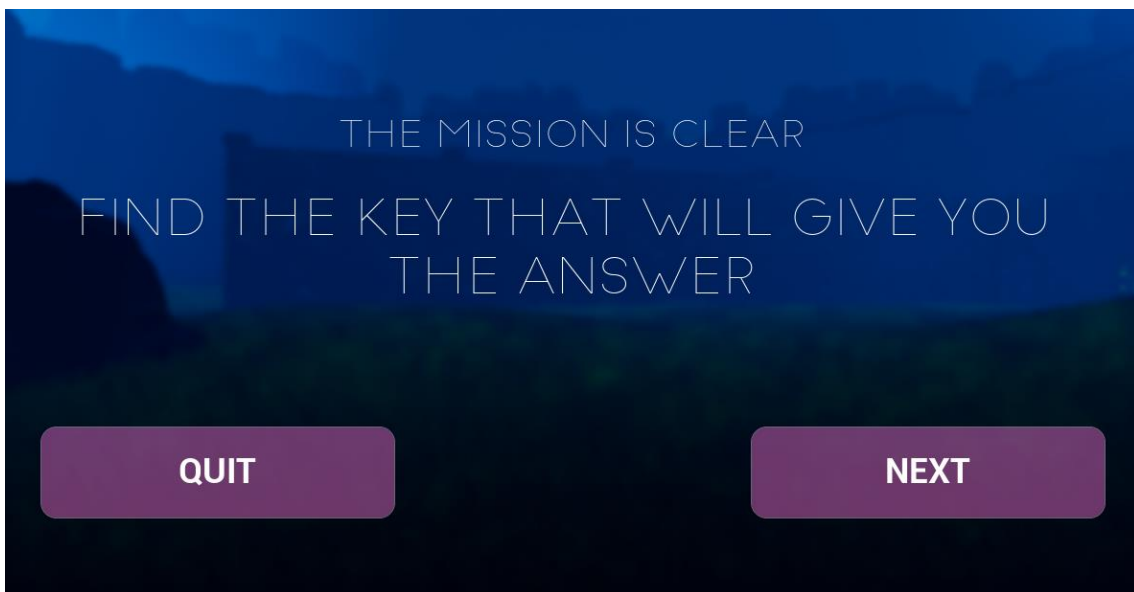 THE MISSION IS CLEAR
FIND THE KEY THAT WILL GIVE YOU
THE ANSWER
QUIT
NEXT